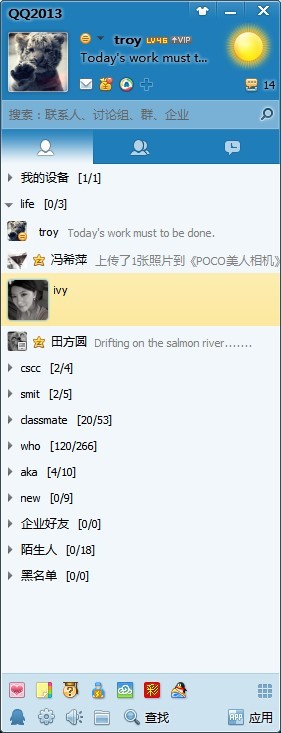 QQ2013
troy LV46 VIP
Today's work must t...
14
搜索：联系人、讨论组、群、企业
我的设备 [1/1]
life [0/3]
troy Today's work must to be done.
冯希萍 上传了1张照片到《POCO美人相机》
ivy
田方圆 Drifting on the salmon river.......
cscc [2/4]
smit [2/5]
classmate [20/53]
who [120/266]
aka [4/10]
new [0/9]
企业好友 [0/0]
陌生人 [0/18]
黑名单 [0/0]
查找 APP 应用